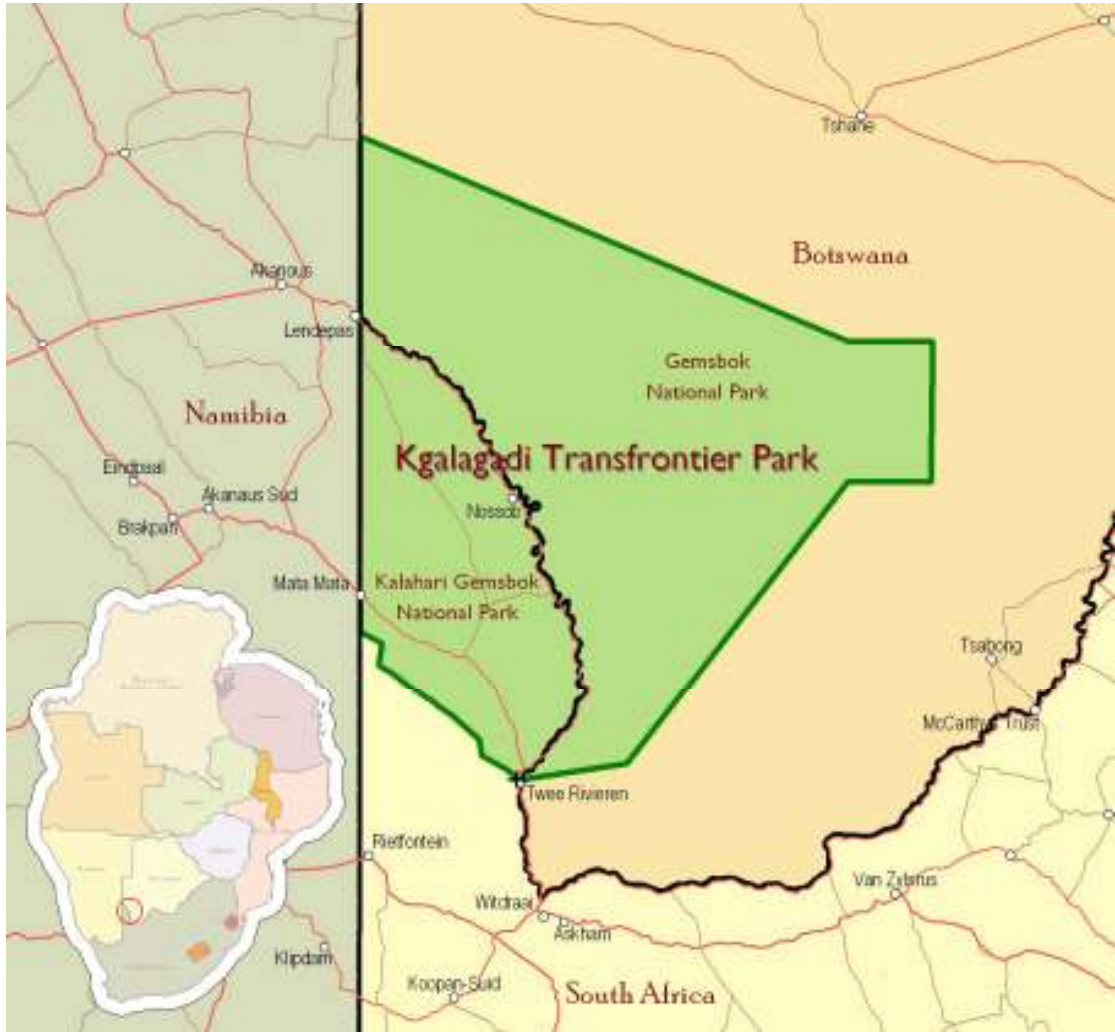 Tshane
Botswana
Akanous
Lendepas
Gemsbok
National Park
Namibia
Kgalagadi Transfrontier Park
Eindpaal
Akanaus Sud
Nossob
Brakpan
Mata Mata
Kalahari Gemsbok
National Park
Tsabong
McCarthys Trust
Twee Rivieren
Rietfontein
Van Zylsrus
Witdraai
Askham
Klipdam
Koopan-Suid
South Africa